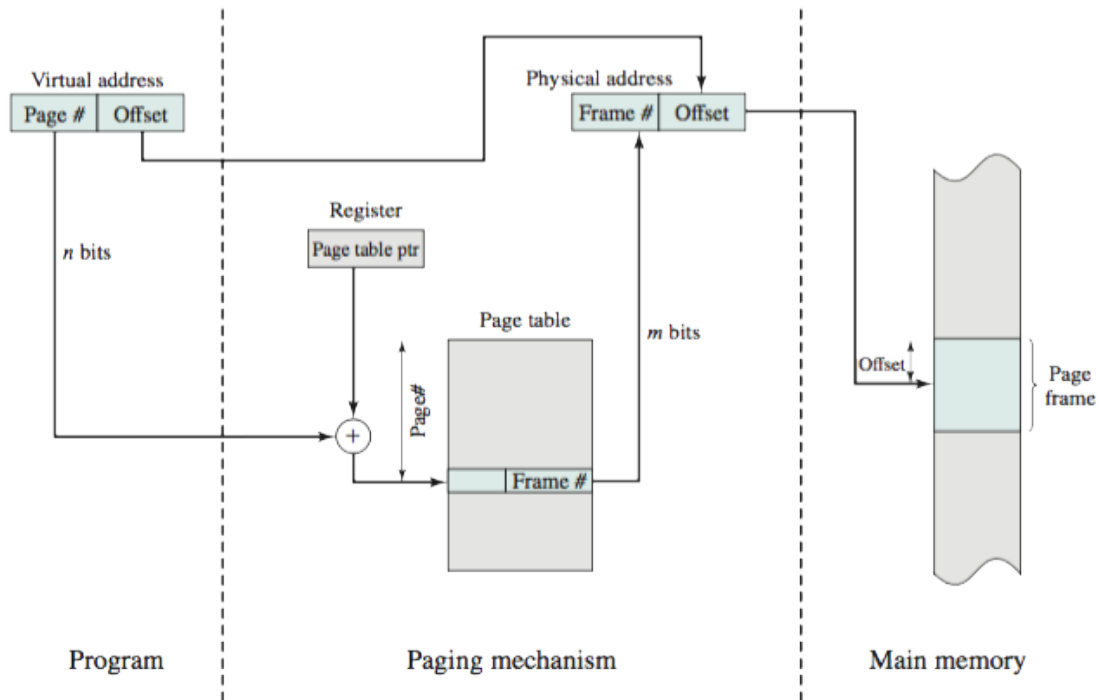 Virtual address
Page # Offset
Physical address
Frame # Offset
n bits
Register
Page table ptr
Page table
m bits
Page#
+
Frame #
Offset
Page
frame
Program
Paging mechanism
Main memory